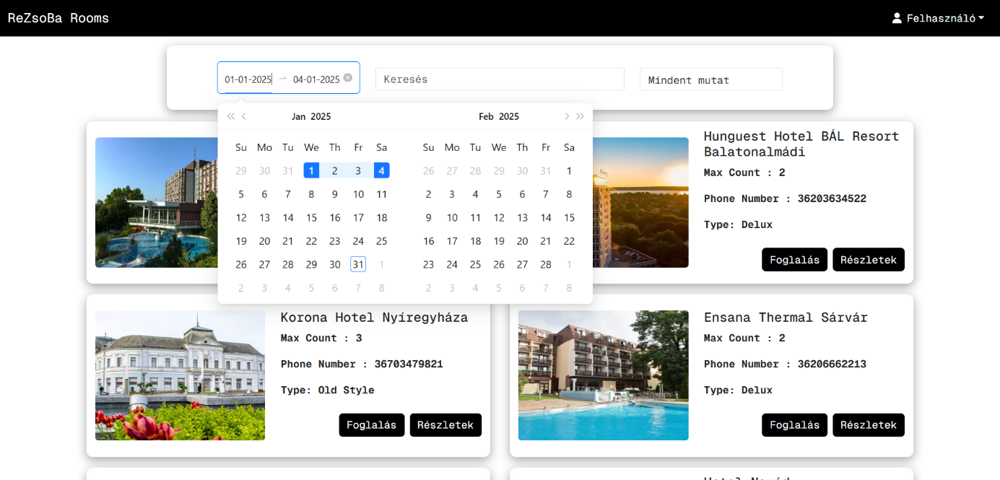 ReZsoBa Rooms
Felhasználó
01-01-2025 → 04-01-2025
Keresés
Mindent mutat
Jan 2025
Su Mo Tu We Th Fr Sa
29 30 31 1 2 3 4
5 6 7 8 9 10 11
12 13 14 15 16 17 18
19 20 21 22 23 24 25
26 27 28 29 30 31 1
2 3 4 5 6 7 8
Feb 2025
Su Mo Tu We Th Fr Sa
26 27 28 29 30 31 1
2 3 4 5 6 7 8
9 10 11 12 13 14 15
16 17 18 19 20 21 22
23 24 25 26 27 28 1
2 3 4 5 6 7 8
Hunguest Hotel BÁL Resort
Balatonalmádi
Max Count : 2
Phone Number : 36203634522
Type: Delux
Foglalás Részletek
Korona Hotel Nyíregyháza
Max Count : 3
Phone Number : 36703479821
Type: Old Style
Foglalás Részletek
Ensana Thermal Sárvár
Max Count : 2
Phone Number : 36206662213
Type: Delux
Foglalás Részletek